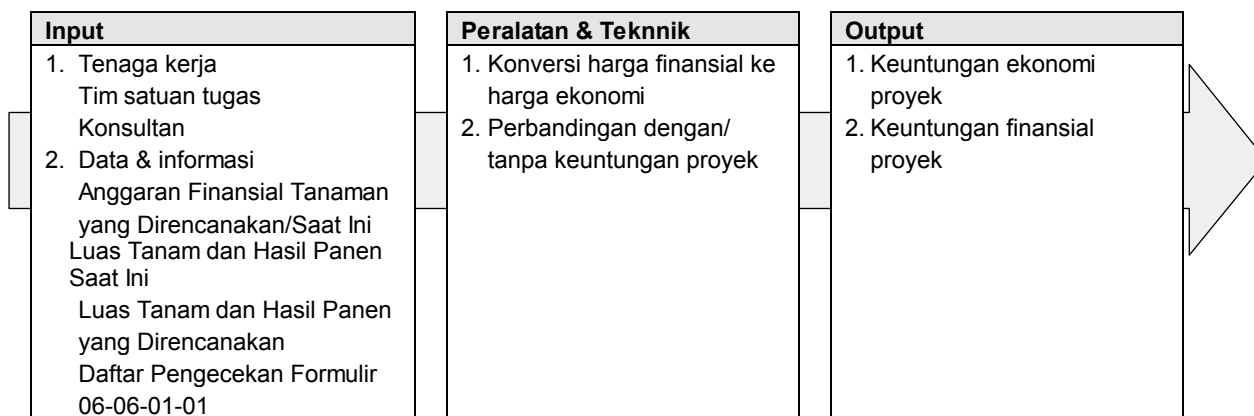 Input
1. Tenaga kerja
Tim satuan tugas
Konsultan
2. Data & informasi
Anggaran Finansial Tanaman
yang Direncanakan/Saat Ini
Luas Tanam dan Hasil Panen
Saat Ini
Luas Tanam dan Hasil Panen
yang Direncanakan
Daftar Pengecekan Formulir
06-06-01-01
Peralatan & Teknnik
1. Konversi harga finansial ke
harga ekonomi
2. Perbandingan dengan/
tanpa keuntungan proyek
Output
1. Keuntungan ekonomi
proyek
2. Keuntungan finansial
proyek